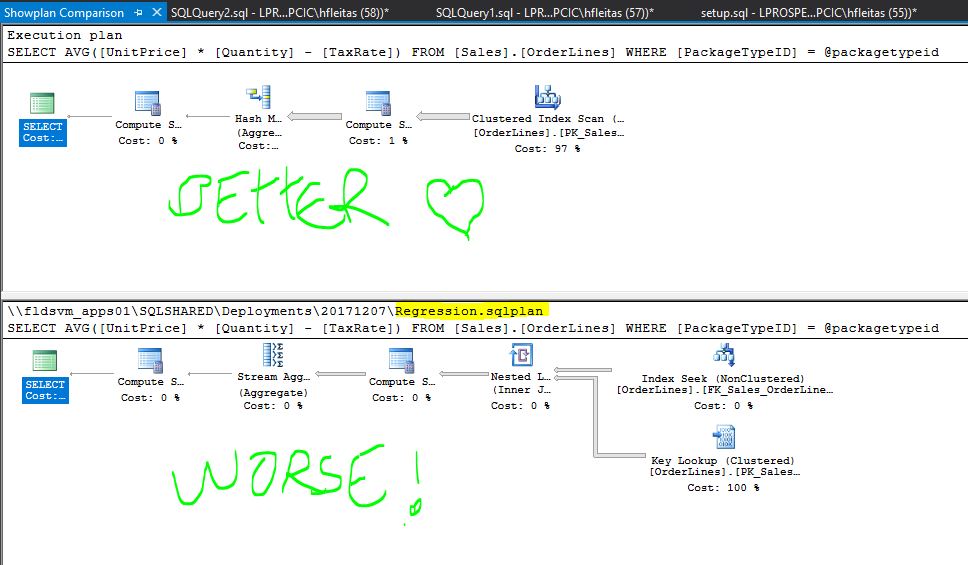 Showplan Comparison
SQLQuery2.sql - LPR...PCIC\hfleitas (58))*
SQLQuery1.sql - LPR...PCIC\hfleitas (57))*
setup.sql - LPROSPE...PCIC\hfleitas (55))*
Execution plan
SELECT AVG([UnitPrice] * [Quantity] - [TaxRate]) FROM [Sales].[OrderLines] WHERE [PackageTypeID] = @packagetypeid
SELECT
Cost:...
Compute S...
Cost: 0 %
Hash M...
(Aggre...
Cost:...
Compute S...
Cost: 1 %
Clustered Index Scan (...
[OrderLines].[PK_Sales...
Cost: 97 %
BETTER
\\fldsvm_apps01\SQLSHARED\Deployments\20171207\Regression.sqlplan
SELECT AVG([UnitPrice] * [Quantity] - [TaxRate]) FROM [Sales].[OrderLines] WHERE [PackageTypeID] = @packagetypeid
SELECT
Cost:...
Compute S...
Cost: 0 %
Stream Agg...
(Aggregate)
Cost: 0 %
Compute S...
Cost: 0 %
Nested L...
(Inner J...
Cost: 0 %
Index Seek (NonClustered)
[OrderLines].[FK_Sales_OrderLine...
Cost: 0 %
Key Lookup (Clustered)
[OrderLines].[PK_Sales...
Cost: 100 %
WORSE!